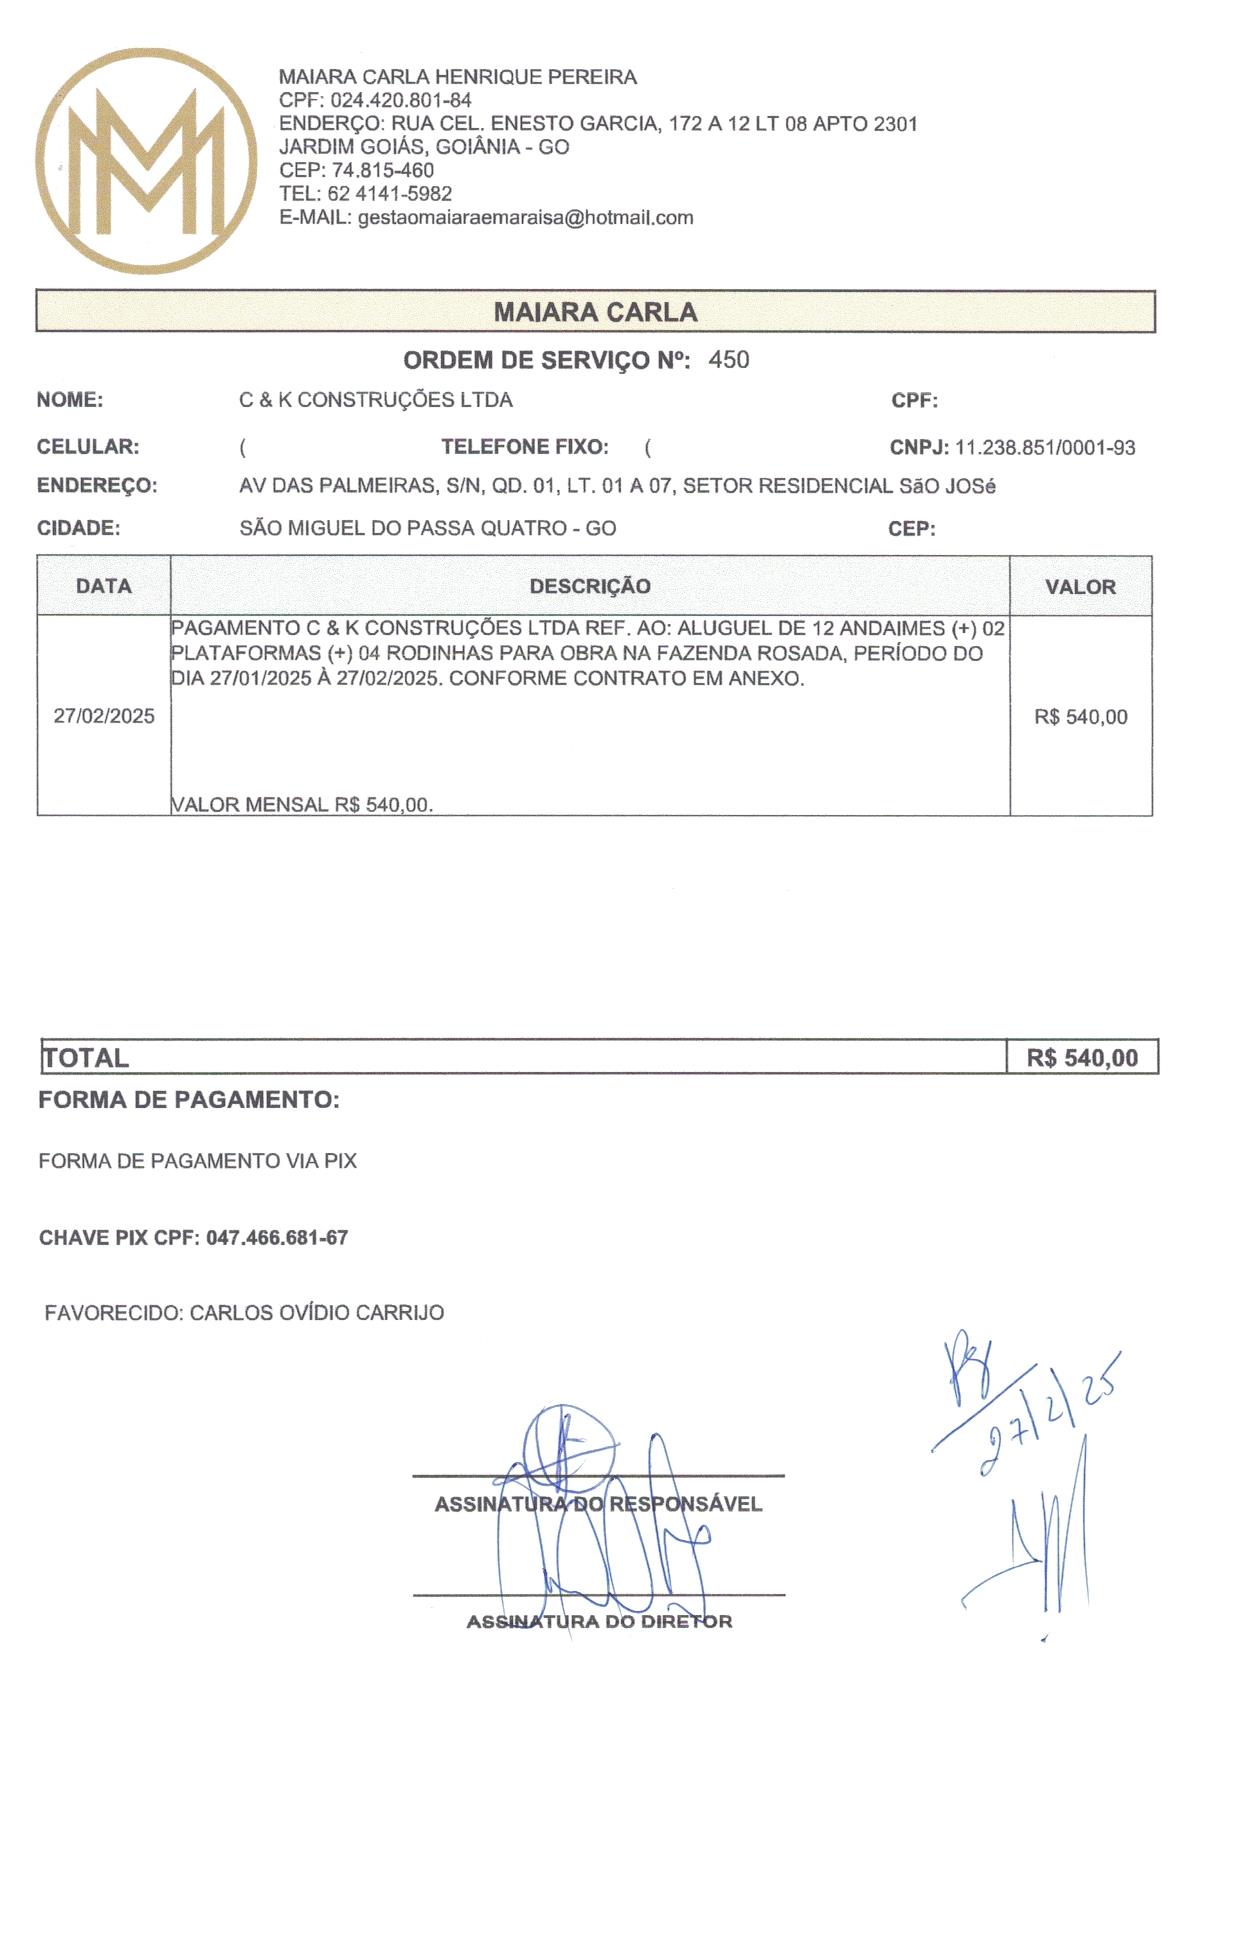 MAIARA CARLA HENRIQUE PEREIRA
CPF: 024.420.801-84
ENDERÇO: RUA CEL. ENESTO GARCIA, 172 A 12 LT 08 APTO 2301
JARDIM GOIÁS, GOIÂNIA - GO
CEP: 74.815-460
TEL: 62 4141-5982
E-MAIL: gestaomaiaraemaraisa@hotmail.com
MAIARA CARLA
ORDEM DE SERVIÇO Nº: 450
NOME: C & K CONSTRUÇÕES LTDA CPF:
CELULAR: ( TELEFONE FIXO: ( CNPJ: 11.238.851/0001-93
ENDEREÇO: AV DAS PALMEIRAS, S/N, QD. 01, LT. 01 A 07, SETOR RESIDENCIAL SãO JOSé
CIDADE: SÃO MIGUEL DO PASSA QUATRO - GO CEP:
DATA DESCRIÇÃO VALOR
PAGAMENTO C & K CONSTRUÇÕES LTDA REF. AO: ALUGUEL DE 12 ANDAIMES (+) 02
PLATAFORMAS (+) 04 RODINHAS PARA OBRA NA FAZENDA ROSADA, PERÍODO DO
DIA 27/01/2025 À 27/02/2025. CONFORME CONTRATO EM ANEXO.
27/02/2025 R$ 540,00
VALOR MENSAL R$ 540,00.
TOTAL R$ 540,00
FORMA DE PAGAMENTO:
FORMA DE PAGAMENTO VIA PIX
CHAVE PIX CPF: 047.466.681-67
FAVORECIDO: CARLOS OVÍDIO CARRIJO
27/2/25
ASSINATURA DO RESPONSÁVEL
ASSINATURA DO DIRETOR